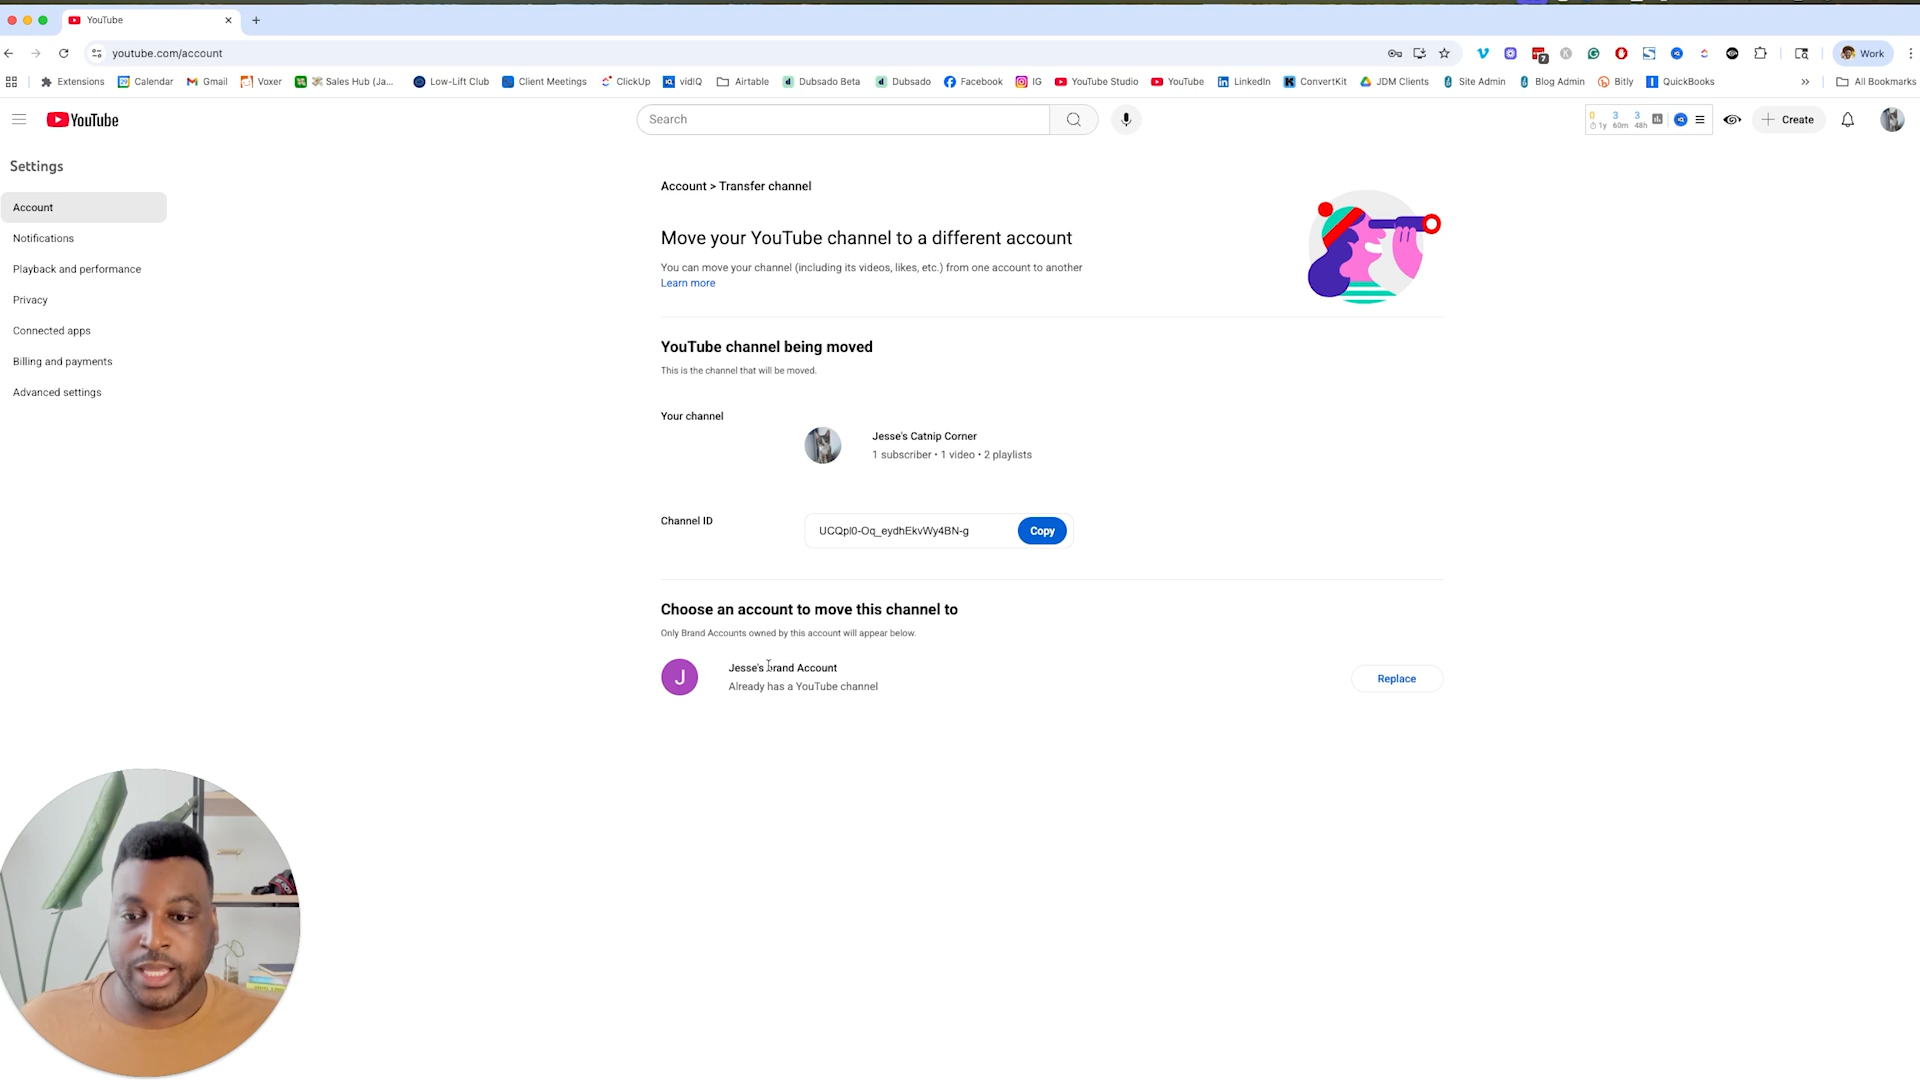 YouTube
youtube.com/account
7
Work
Extensions
Calendar
Gmail
Voxer
Sales Hub (Ja...
Low-Lift Club
Client Meetings
ClickUp
vidIQ
Airtable
Dubsado Beta
Dubsado
Facebook
IG
YouTube Studio
YouTube
LinkedIn
ConvertKit
JDM Clients
Site Admin
Blog Admin
Bitly
QuickBooks
All Bookmarks
YouTube
Search
0 3 3
1y 60m 48h
Create
Settings
Account
Notifications
Playback and performance
Privacy
Connected apps
Billing and payments
Advanced settings
Account > Transfer channel
Move your YouTube channel to a different account
You can move your channel (including its videos, likes, etc.) from one account to another
Learn more
YouTube channel being moved
This is the channel that will be moved.
Your channel
Jesse's Catnip Corner
1 subscriber • 1 video • 2 playlists
Channel ID
UCQpl0-Oq_eydhEkvWy4BN-g
Copy
Choose an account to move this channel to
Only Brand Accounts owned by this account will appear below.
J
Jesse's Brand Account
Already has a YouTube channel
Replace